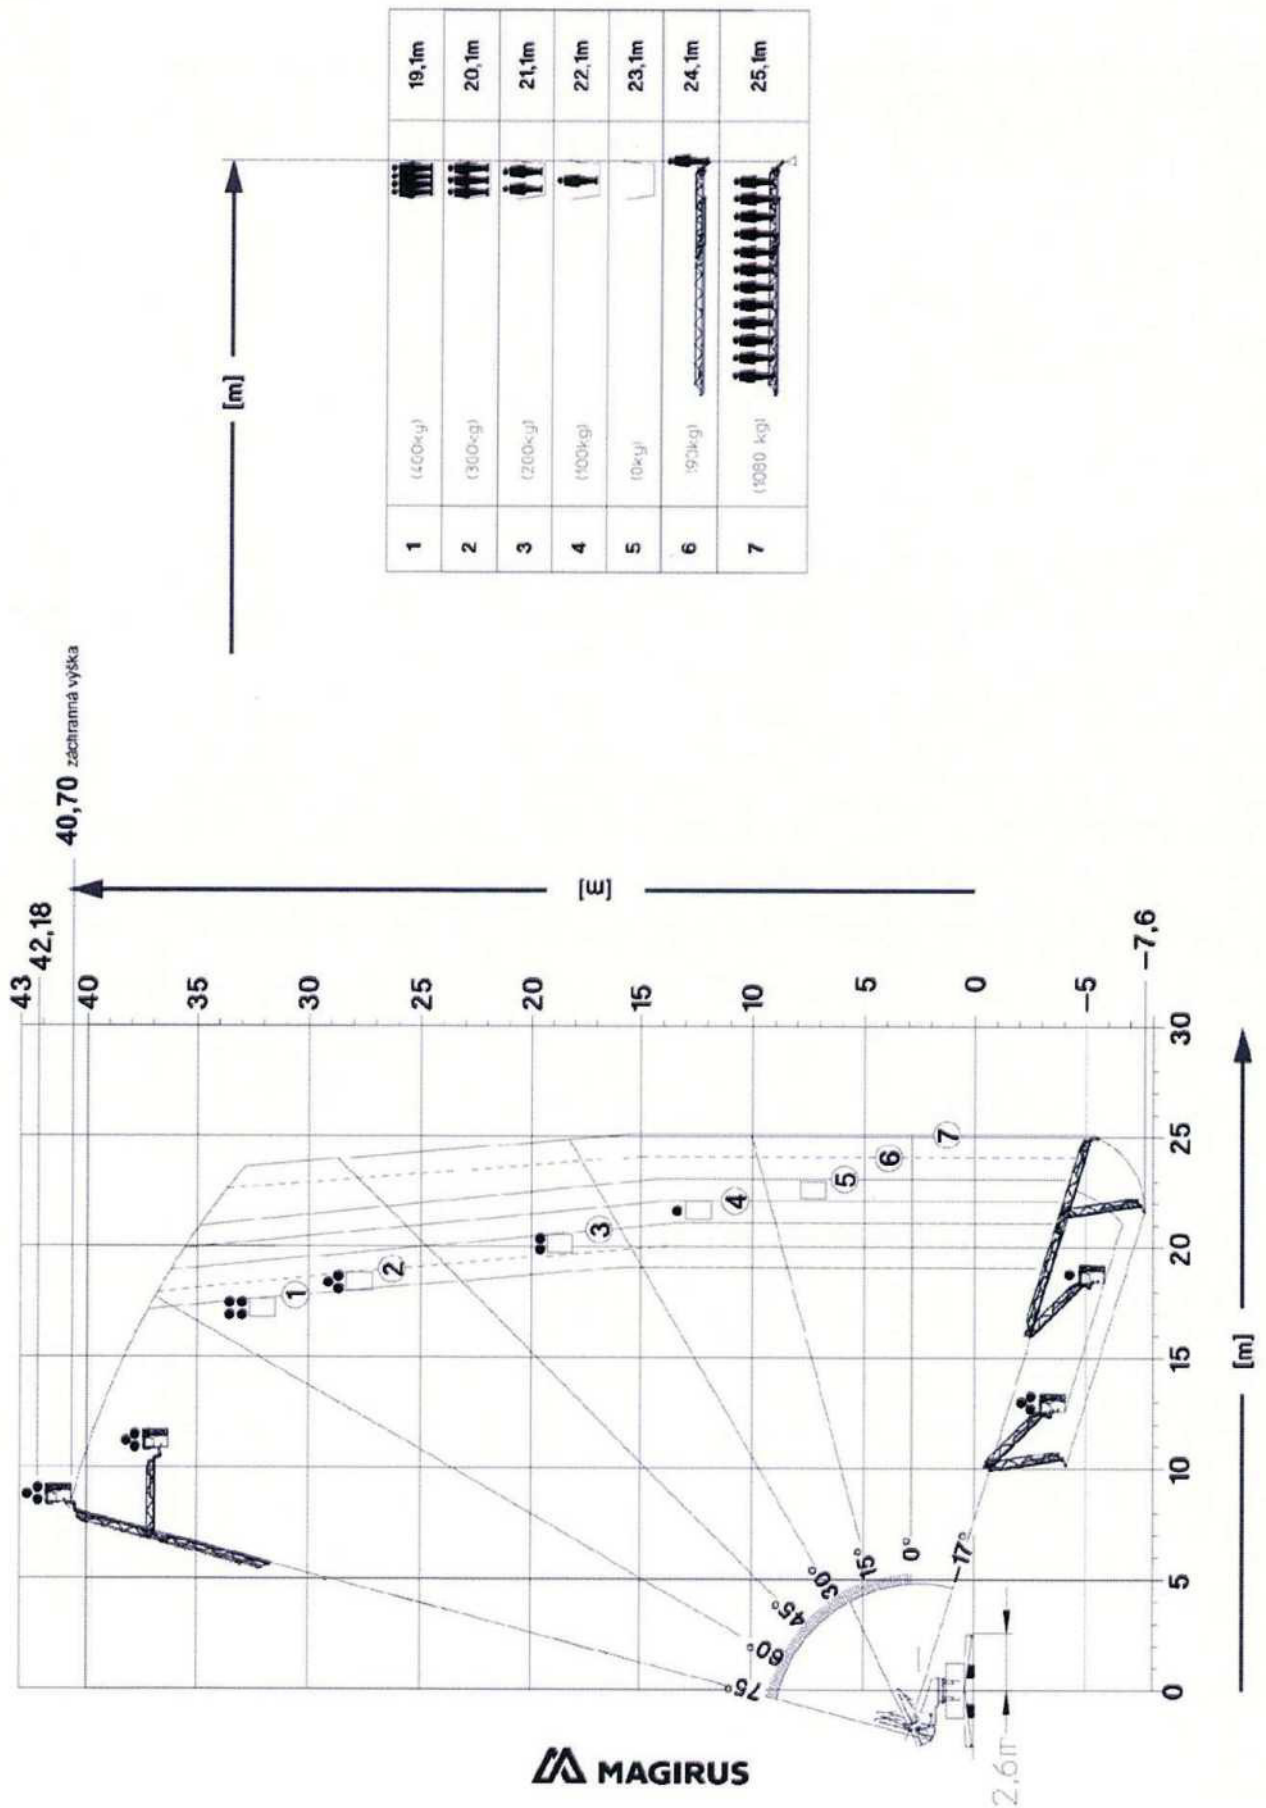 43
42,18
40,70 záchranná výška
40
35
30
25
20
15
10
5
0
−5
−7,6
[m]
0
5
10
15
20
25
30
[m]
1
2
3
4
5
6
7
75°
60°
45°
30°
15°
0°
−17°
2,6m
MAGIRUS
[m]
1 (400kg) 19,1m
2 (300kg) 20,1m
3 (200kg) 21,1m
4 (100kg) 22,1m
5 (0kg) 23,1m
6 (90kg) 24,1m
7 (1080 kg) 25,1m